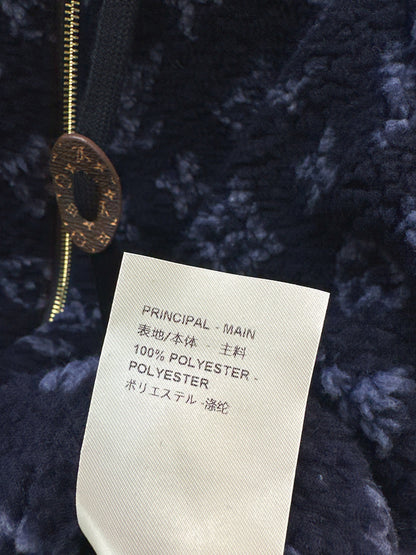 PRINCIPAL - MAIN
表地/本体 - 主料
100% POLYESTER -
POLYESTER
ポリエステル -涤纶